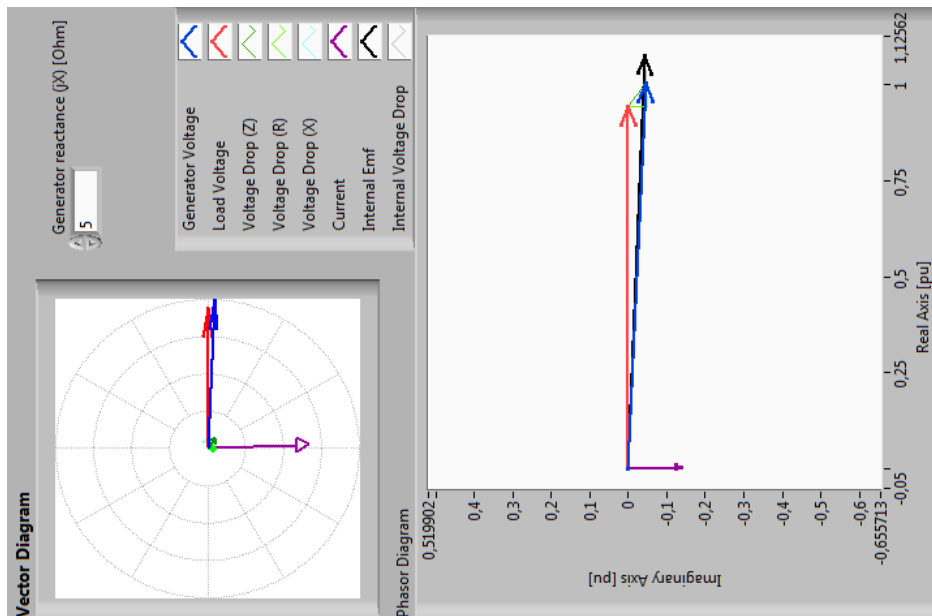 Vector Diagram
Generator reactance (jX) [Ohm]
5
Generator Voltage
Load Voltage
Voltage Drop (Z)
Voltage Drop (R)
Voltage Drop (X)
Current
Internal Emf
Internal Voltage Drop
Phasor Diagram
Imaginary Axis [pu]
0,519902
0,4
0,3
0,2
0,1
0
-0,1
-0,2
-0,3
-0,4
-0,5
-0,6
-0,655713
-0,05
0
0,25
0,5
0,75
1
1,12562
Real Axis [pu]